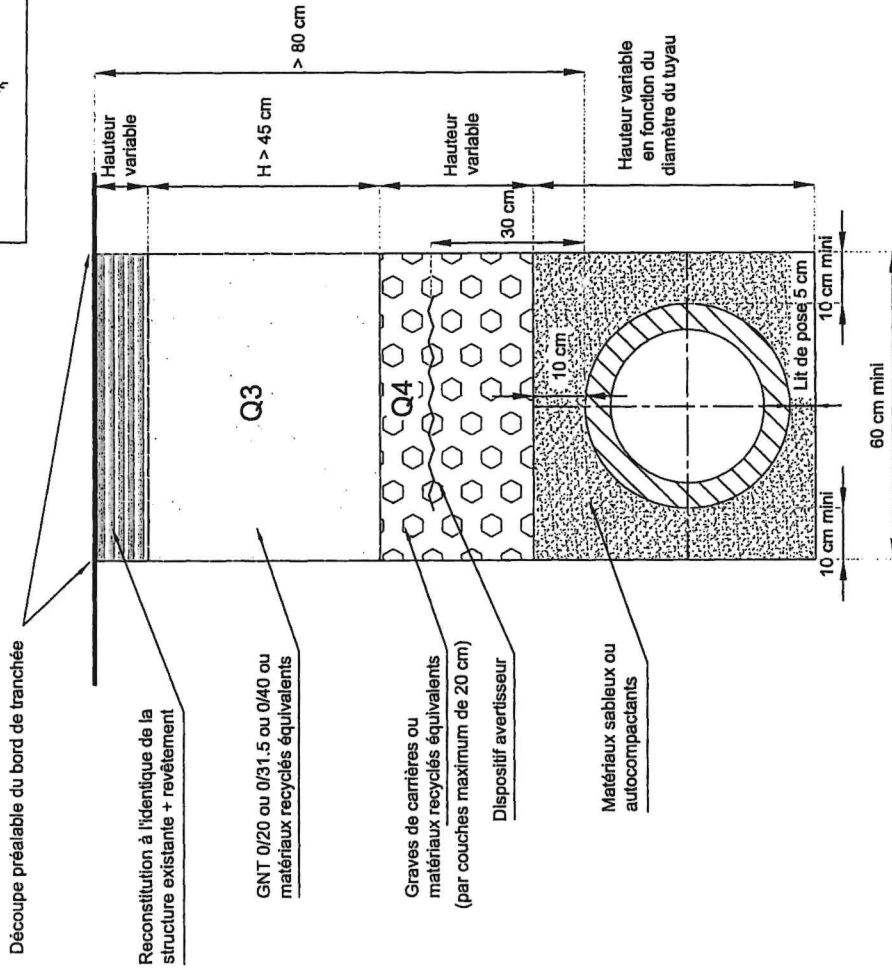 Découpe préalable du bord de tranchée
Reconstitution à l'identique de la
structure existante + revêtement
GNT 0/20 ou 0/31.5 ou 0/40 ou
matériaux recyclés équivalents
Graves de carrières ou
matériaux recyclés équivalents
(par couches maximum de 20 cm)
Dispositif avertisseur
Matériaux sableux ou
autocompactants
Q3
Q4
10 cm
30 cm
Lit de pose 5 cm
10 cm mini
10 cm mini
60 cm mini
Hauteur
variable
H > 45 cm
Hauteur
variable
> 80 cm
Hauteur variable
en fonction du
diamètre du tuyau